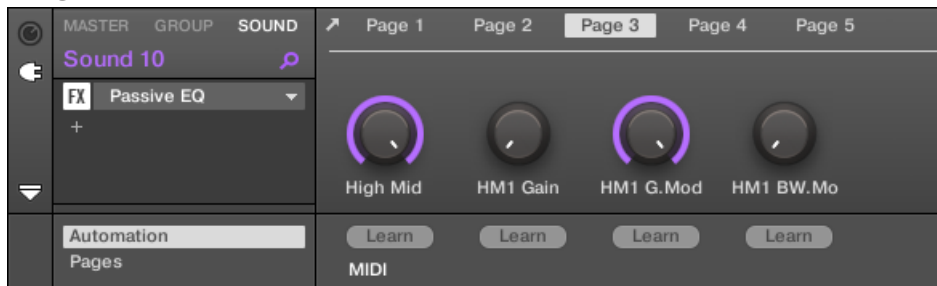 MASTER GROUP SOUND
Sound 10
FX Passive EQ
+
Automation
Pages
Page 1 Page 2 Page 3 Page 4 Page 5
High Mid HM1 Gain HM1 G.Mod HM1 BW.Mo
Learn Learn Learn Learn
MIDI